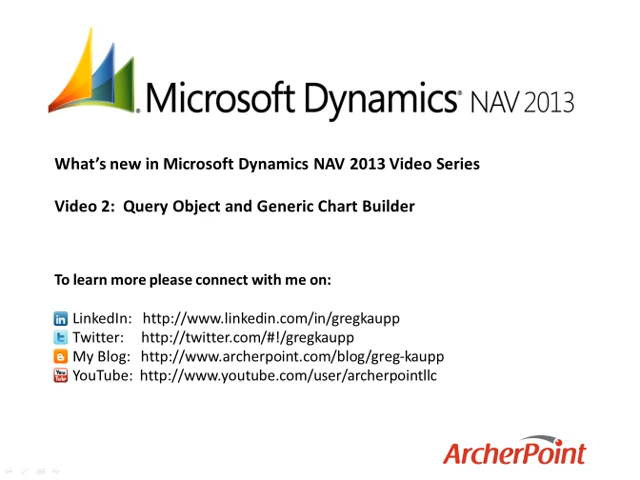 Microsoft Dynamics® NAV 2013
What's new in Microsoft Dynamics NAV 2013 Video Series
Video 2: Query Object and Generic Chart Builder
To learn more please connect with me on:
in LinkedIn: http://www.linkedin.com/in/gregkaupp
t Twitter: http://twitter.com/#!/gregkaupp
B My Blog: http://www.archerpoint.com/blog/greg-kaupp
You Tube YouTube: http://www.youtube.com/user/archerpointllc
ArcherPoint